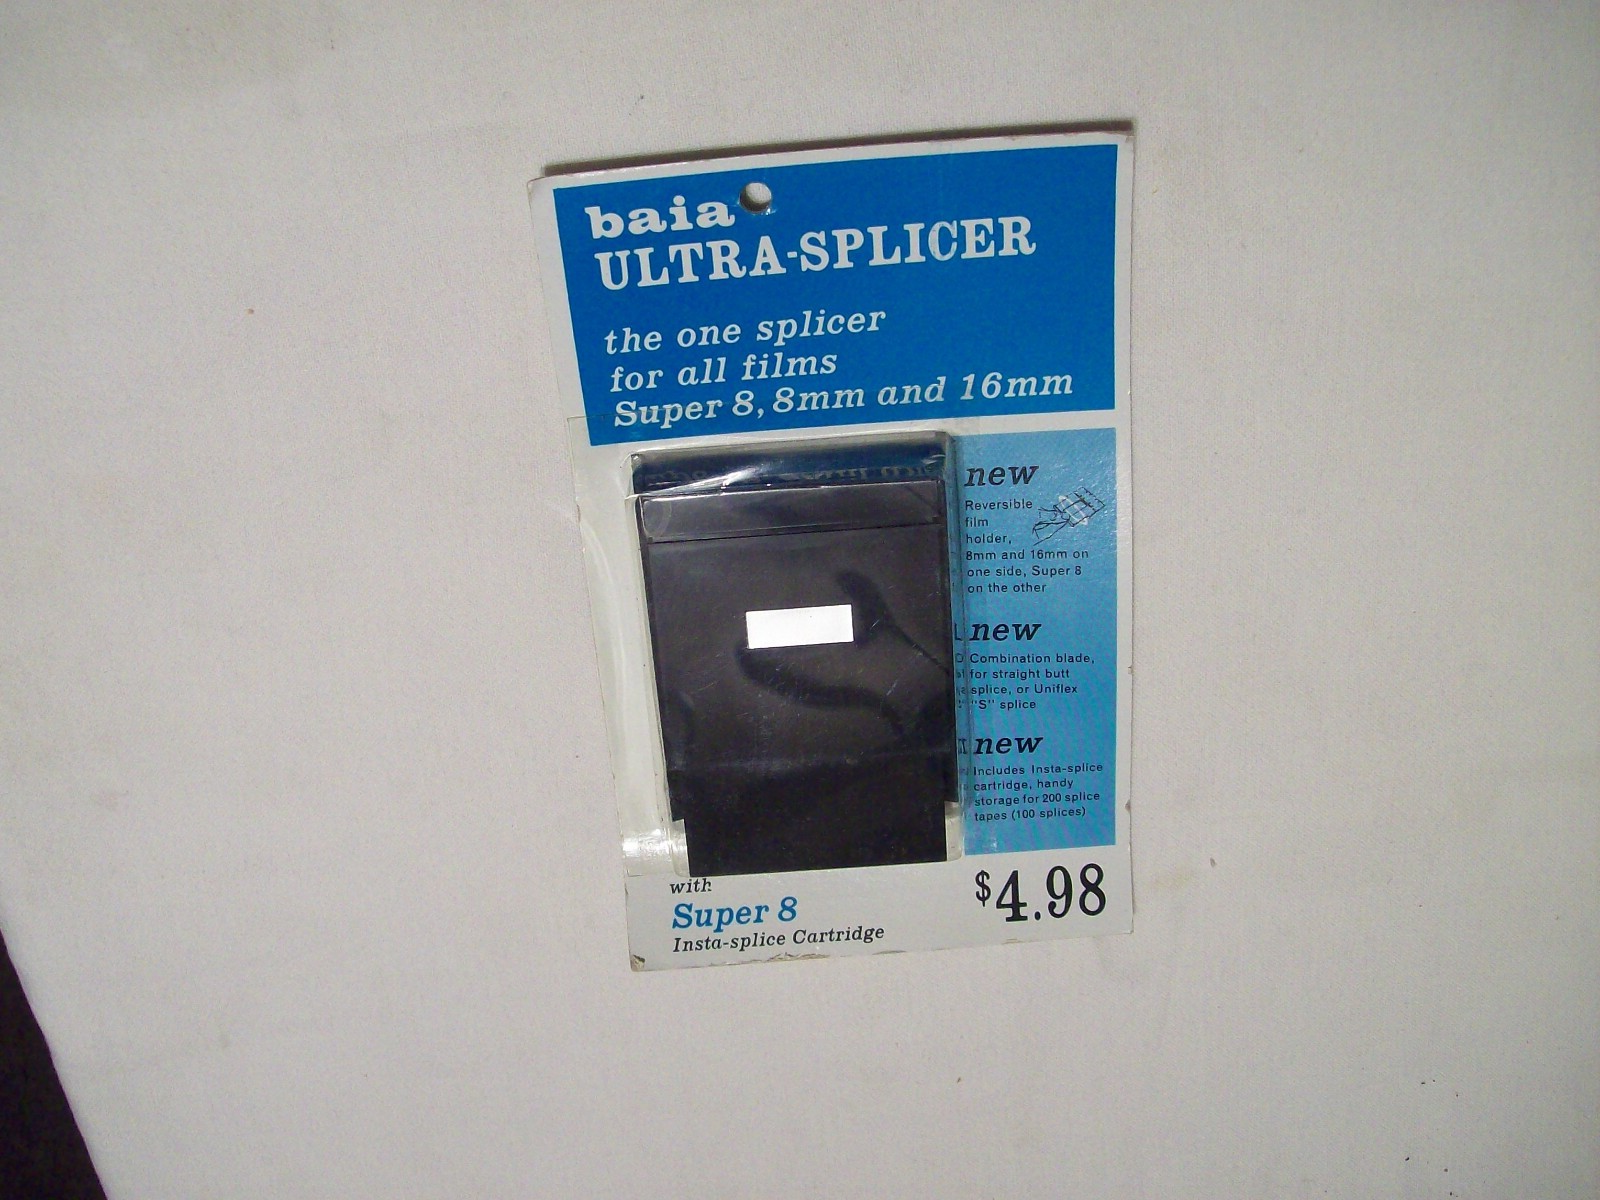 baia
ULTRA-SPLICER
the one splicer
for all films
Super 8, 8mm and 16mm
new
Reversible
film
holder,
8mm and 16mm on
one side, Super 8
on the other
new
Combination blade,
for straight butt
splice, or Uniflex
"S" splice
new
Includes Insta-splice
cartridge, handy
storage for 200 splice
tapes (100 splices)
with
Super 8
Insta-splice Cartridge
$4.98